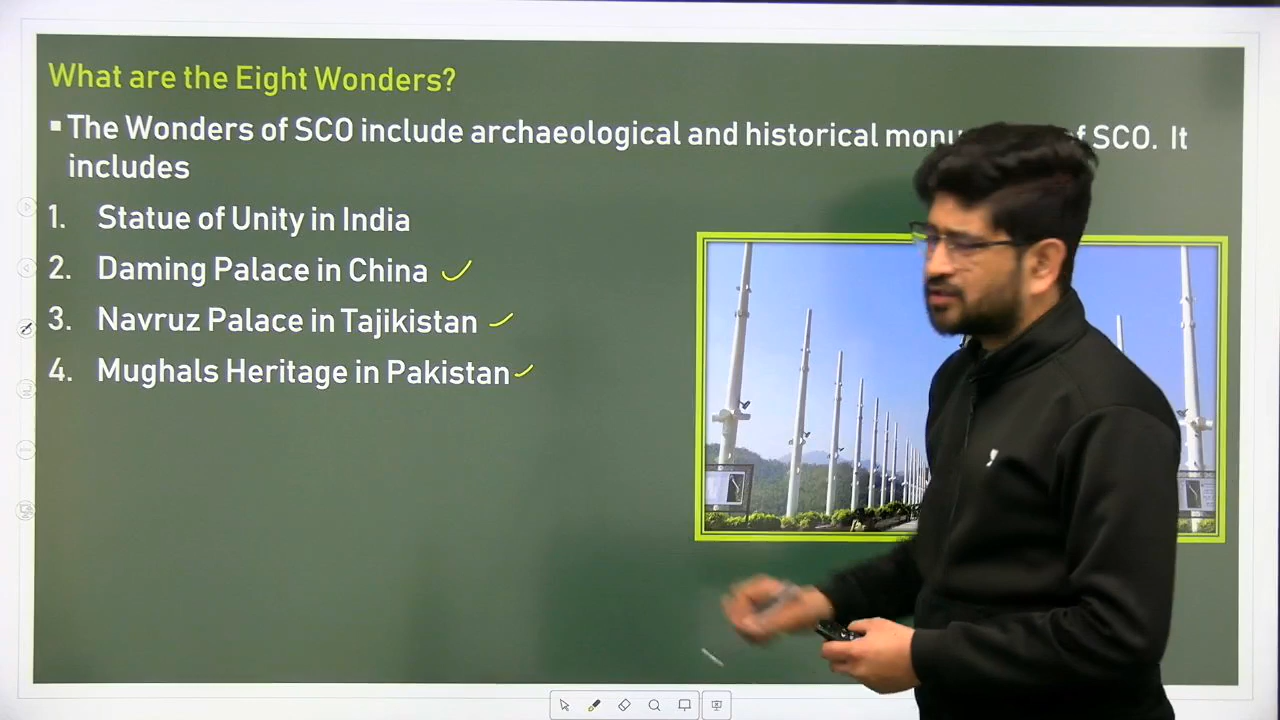 What are the Eight Wonders?
▪ The Wonders of SCO include archaeological and historical of SCO. It
includes
1. Statue of Unity in India
2. Daming Palace in China
3. Navruz Palace in Tajikistan
4. Mughals Heritage in Pakistan